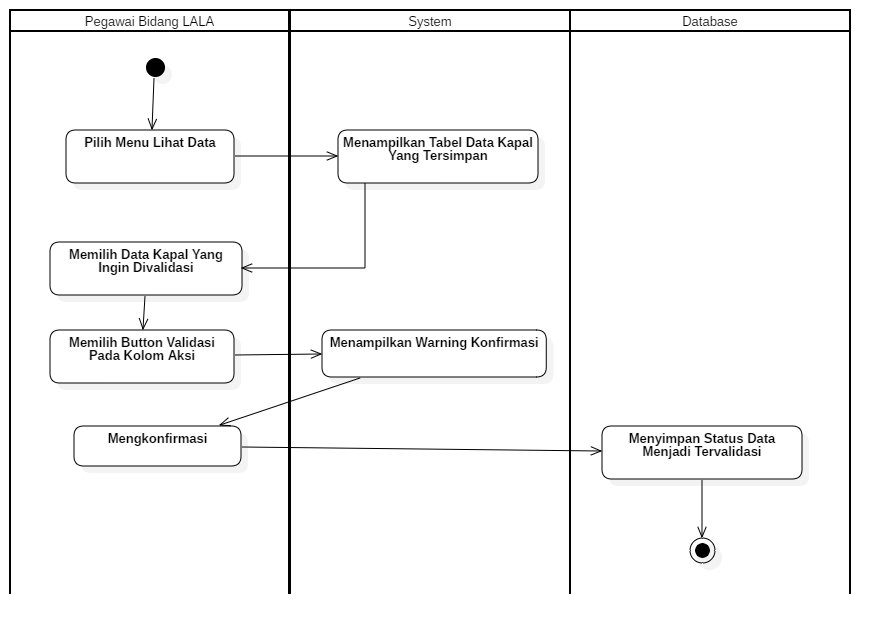 Pegawai Bidang LALA
System
Database
Pilih Menu Lihat Data
Menampilkan Tabel Data Kapal
Yang Tersimpan
Memilih Data Kapal Yang
Ingin Divalidasi
Memilih Button Validasi
Pada Kolom Aksi
Menampilkan Warning Konfirmasi
Mengkonfirmasi
Menyimpan Status Data
Menjadi Tervalidasi